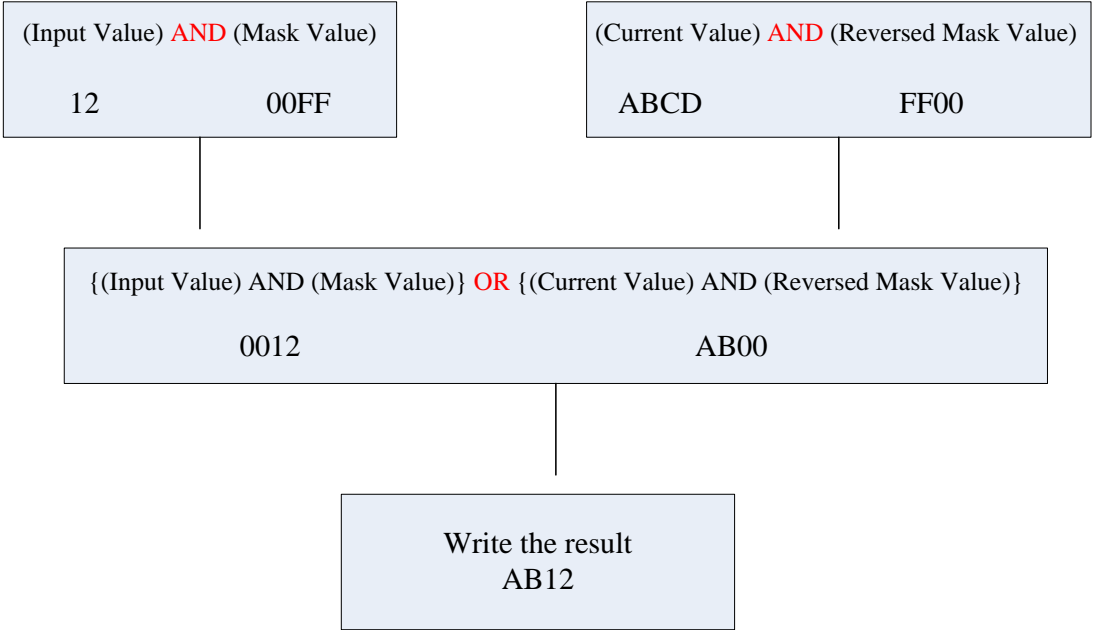 (Input Value) AND (Mask Value)
12 00FF
(Current Value) AND (Reversed Mask Value)
ABCD FF00
{(Input Value) AND (Mask Value)} OR {(Current Value) AND (Reversed Mask Value)}
0012 AB00
Write the result
AB12